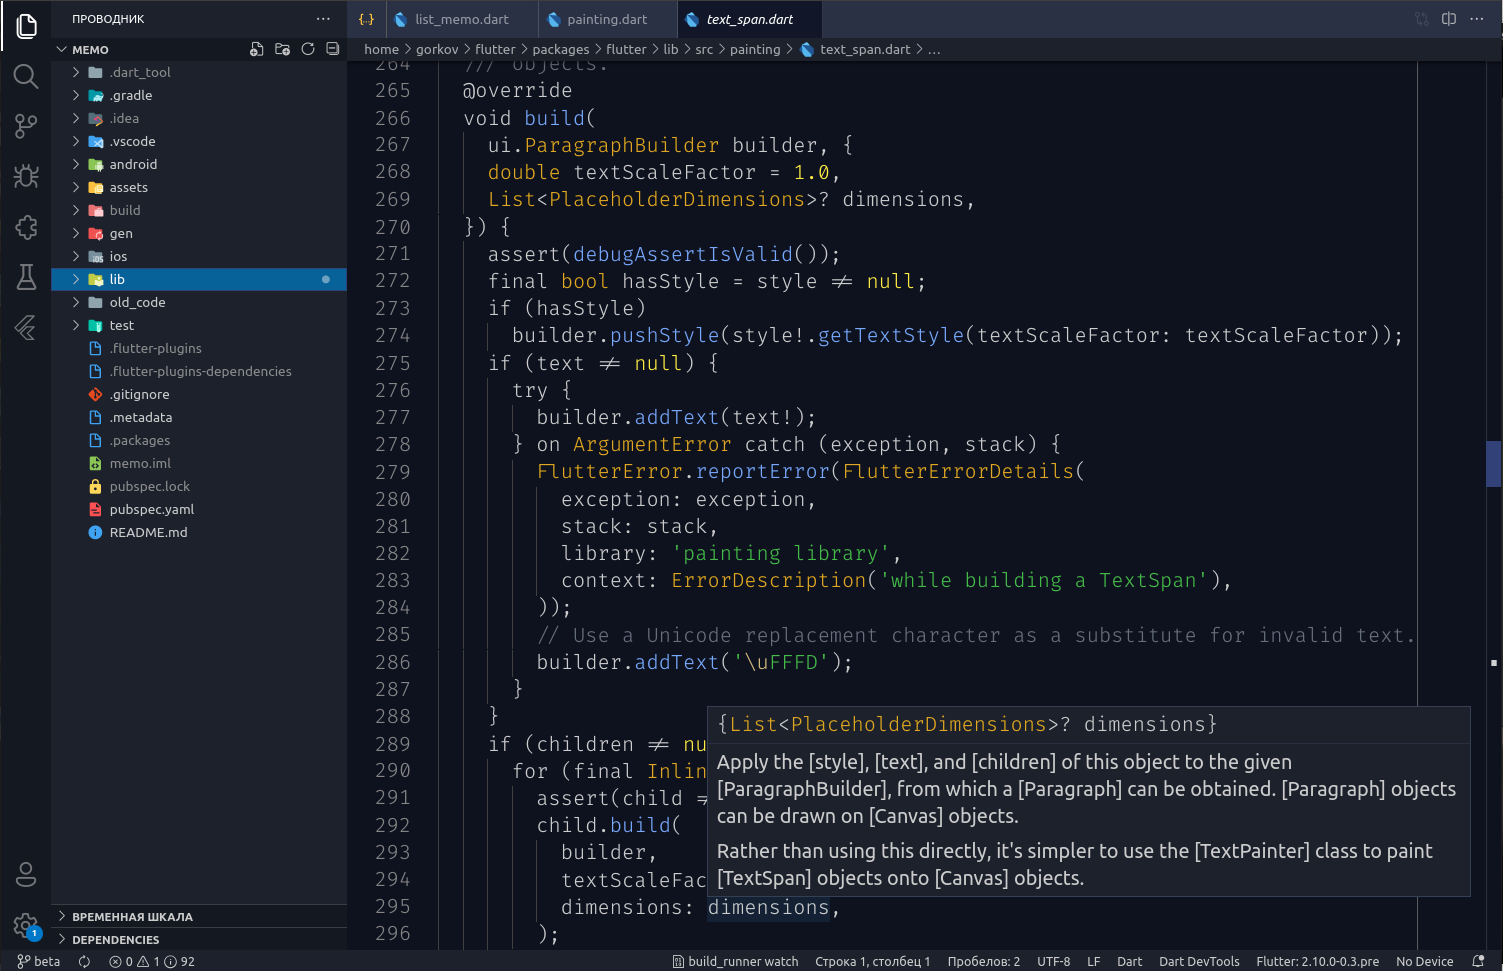 ПРОВОДНИК
MEMO
.dart_tool
.gradle
.idea
.vscode
android
assets
build
gen
ios
lib
old_code
test
.flutter-plugins
.flutter-plugins-dependencies
.gitignore
.metadata
.packages
memo.iml
pubspec.lock
pubspec.yaml
README.md
ВРЕМЕННАЯ ШКАЛА
DEPENDENCIES
{..} list_memo.dart painting.dart text_span.dart
home > gorkov > flutter > packages > flutter > lib > src > painting > text_span.dart > ...
264 /// objects.
265 @override
266 void build(
267 ui.ParagraphBuilder builder, {
268 double textScaleFactor = 1.0,
269 List<PlaceholderDimensions>? dimensions,
270 }) {
271 assert(debugAssertIsValid());
272 final bool hasStyle = style != null;
273 if (hasStyle)
274 builder.pushStyle(style!.getTextStyle(textScaleFactor: textScaleFactor));
275 if (text != null) {
276 try {
277 builder.addText(text!);
278 } on ArgumentError catch (exception, stack) {
279 FlutterError.reportError(FlutterErrorDetails(
280 exception: exception,
281 stack: stack,
282 library: 'painting library',
283 context: ErrorDescription('while building a TextSpan'),
284 ));
285 // Use a Unicode replacement character as a substitute for invalid text.
286 builder.addText('\uFFFD');
287 }
288 }
289 if (children != nu
290 for (final Inlin
291 assert(child =
292 child.build(
293 builder,
294 textScaleFac
295 dimensions: dimensions,
296 );
{List<PlaceholderDimensions>? dimensions}
Apply the [style], [text], and [children] of this object to the given
[ParagraphBuilder], from which a [Paragraph] can be obtained. [Paragraph] objects
can be drawn on [Canvas] objects.
Rather than using this directly, it's simpler to use the [TextPainter] class to paint
[TextSpan] objects onto [Canvas] objects.
1
beta 0 1 92 build_runner watch Строка 1, столбец 1 Пробелов: 2 UTF-8 LF Dart Dart DevTools Flutter: 2.10.0-0.3.pre No Device